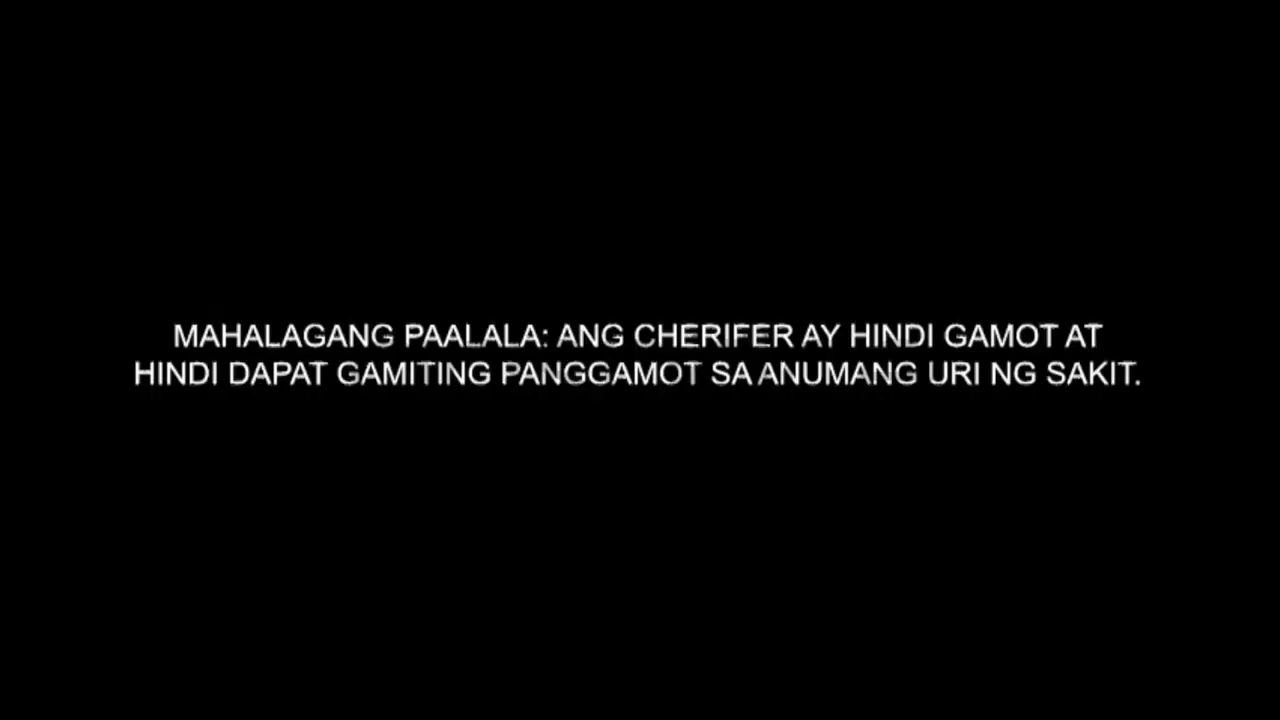 MAHALAGANG PAALALA: ANG CHERIFER AY HINDI GAMOT AT
HINDI DAPAT GAMITING PANGGAMOT SA ANUMANG URI NG SAKIT.